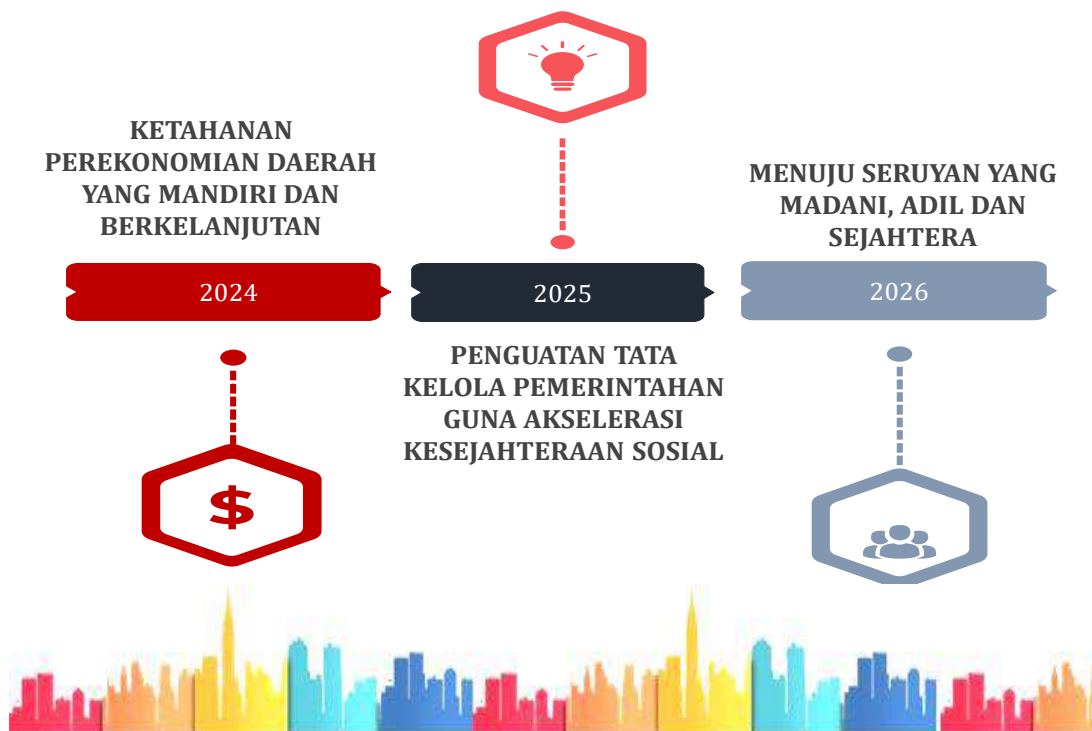 KETAHANAN
PEREKONOMIAN DAERAH
YANG MANDIRI DAN
BERKELANJUTAN
2024
2025
PENGUATAN TATA
KELOLA PEMERINTAHAN
GUNA AKSELERASI
KESEJAHTERAAN SOSIAL
MENUJU SERUYAN YANG
MADANI, ADIL DAN
SEJAHTERA
2026
$